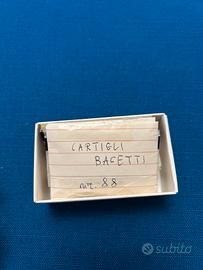 CARTIGLI
BACETTI
nr. 88
subito